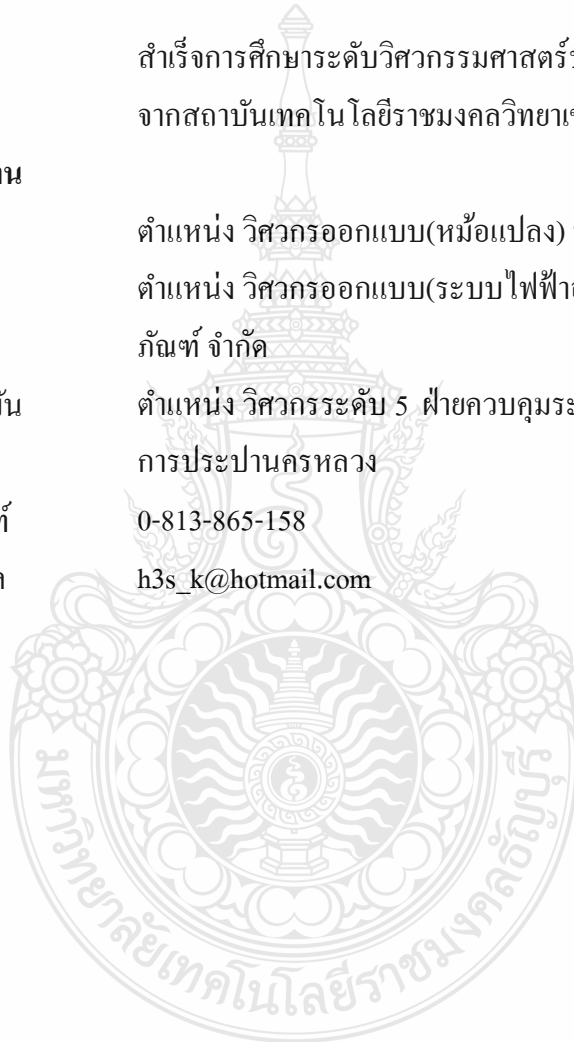 สำเร็จการศึกษาระดับวิศวกรรมศาสตร์
จากสถาบันเทคโนโลยีราชมงคลวิทยาเ
าน
ตำแหน่ง วิศวกรออกแบบ(หม้อแปลง)
ตำแหน่ง วิศวกรออกแบบ(ระบบไฟฟ้า
ภัณฑ์ จำกัด
ัน ตำแหน่ง วิศวกรระดับ 5 ฝ่ายควบคุมระ
การประปานครหลวง
์ 0-813-865-158
ล h3s_k@hotmail.com
มหาวิทยาลัยเทคโนโลยีราชมงคลธัญบุรี